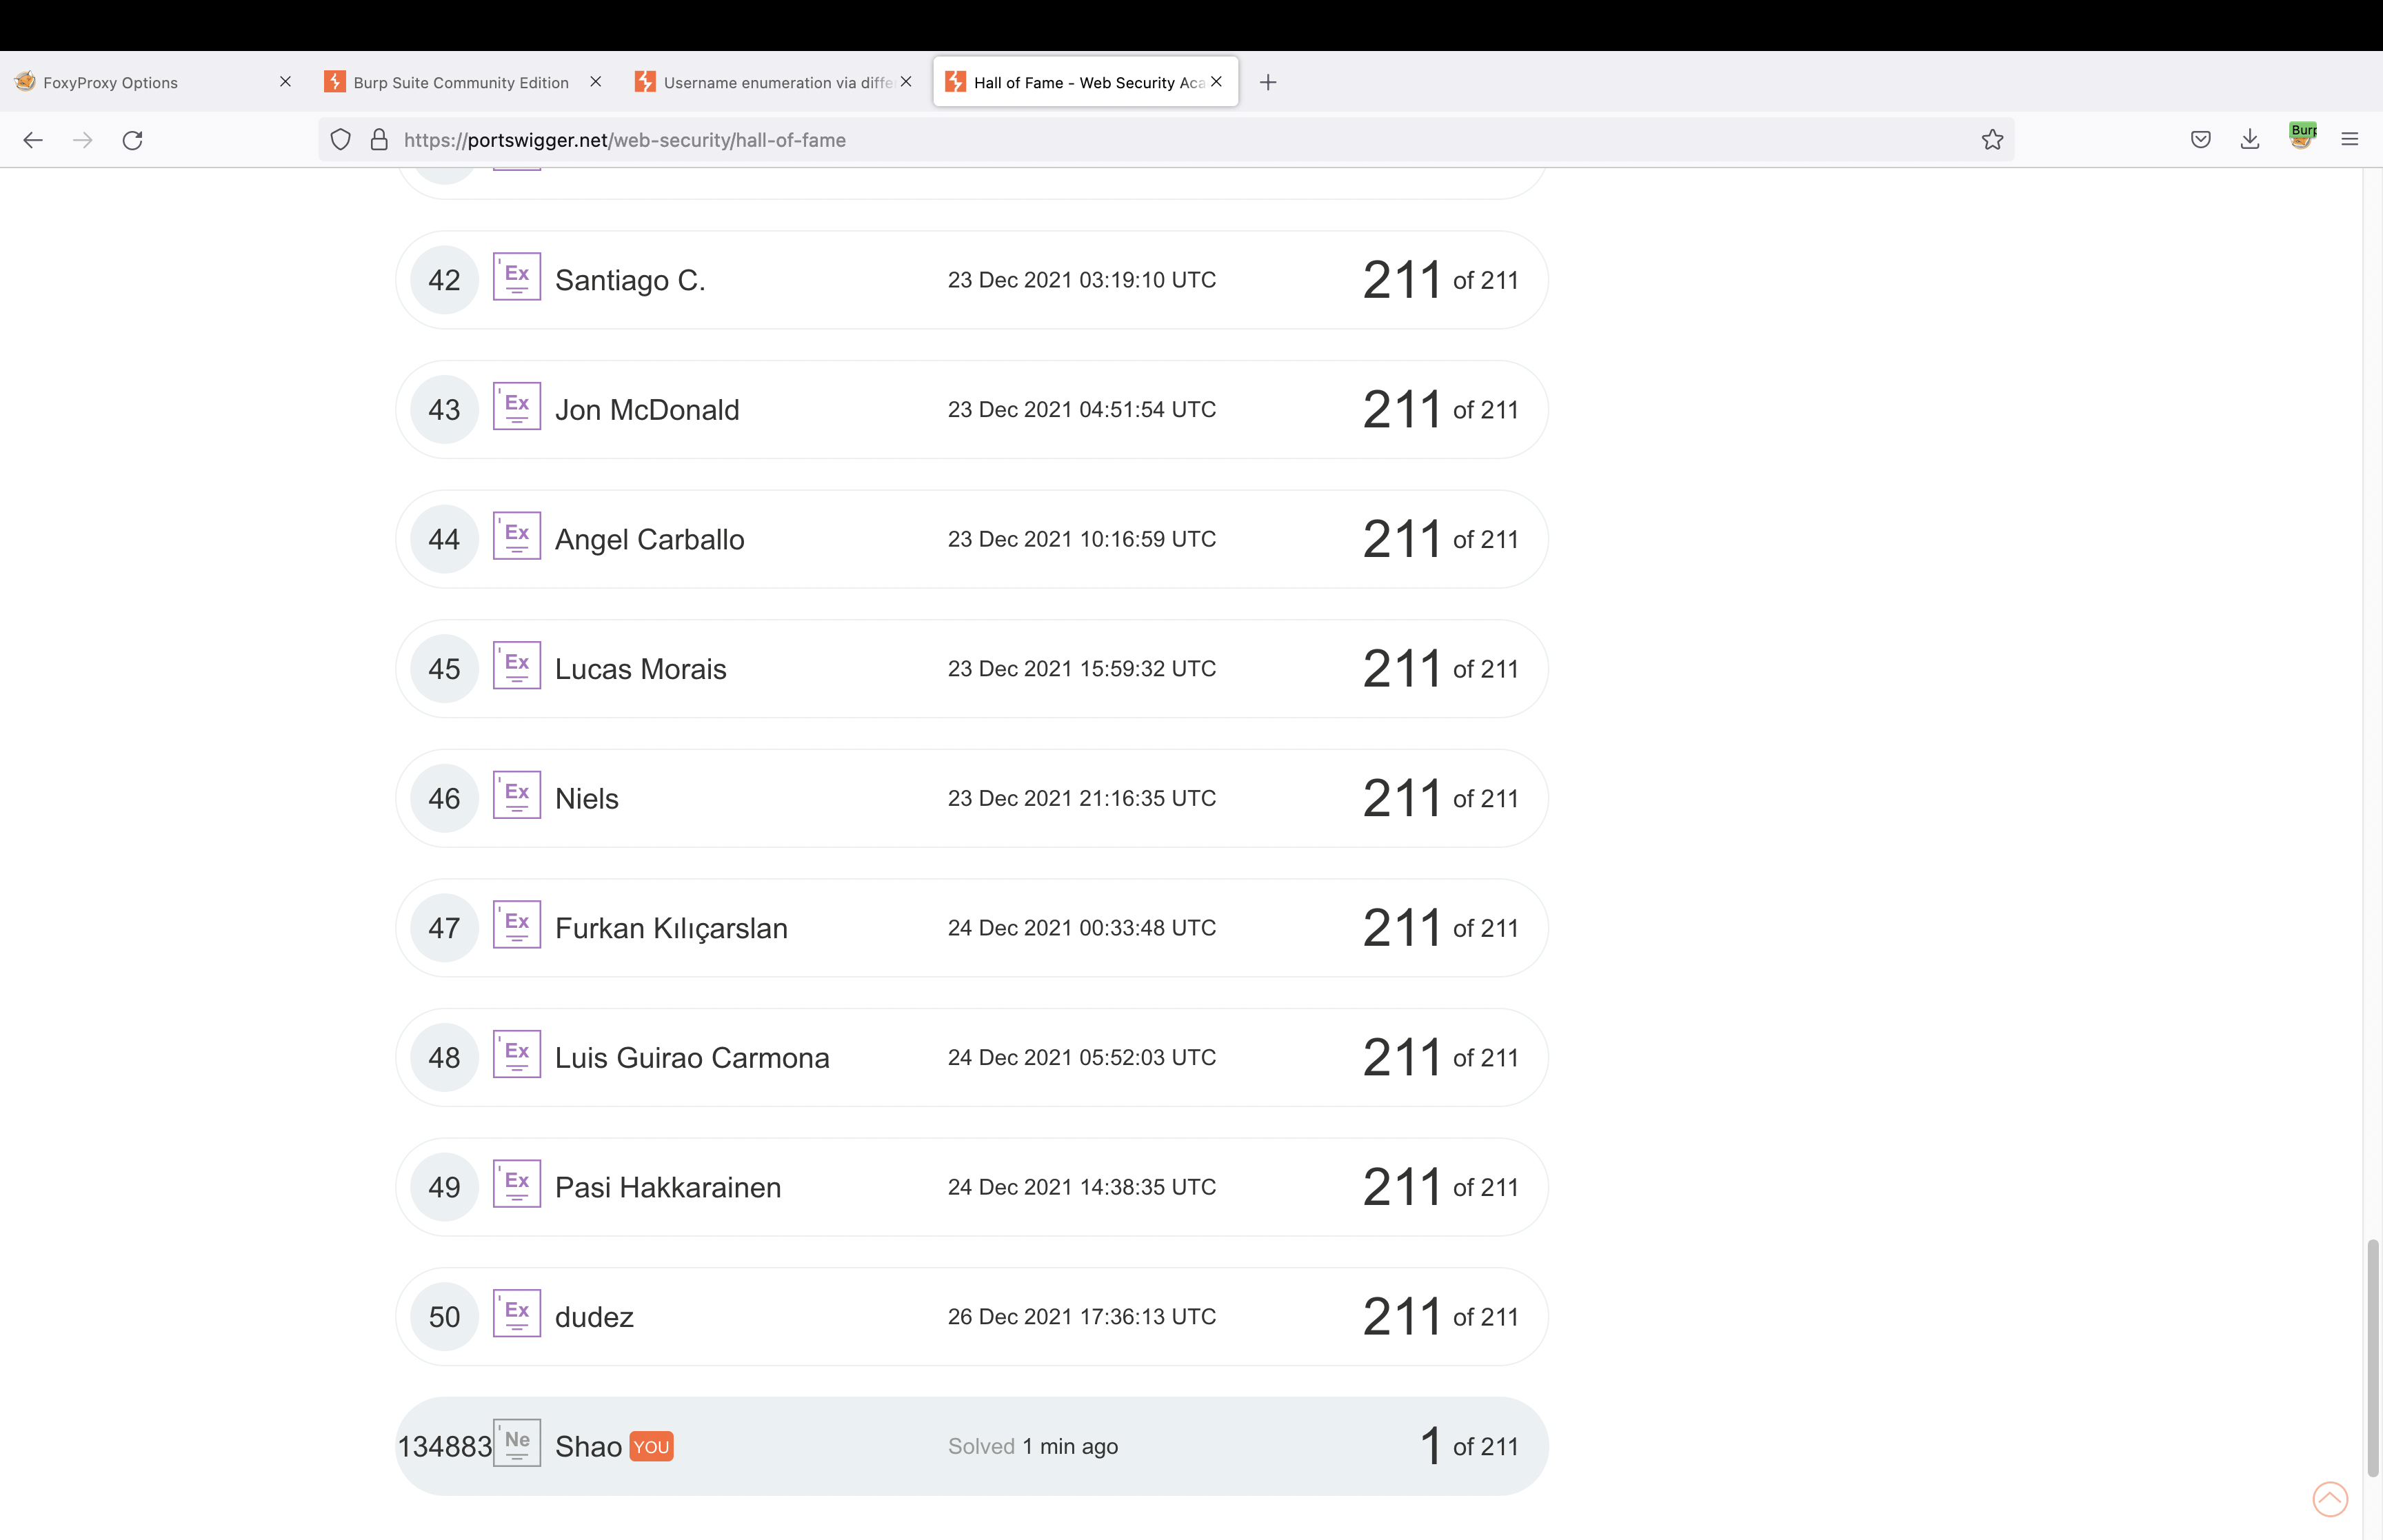 FoxyProxy Options
Burp Suite Community Edition
Username enumeration via diffe
Hall of Fame - Web Security Aca
https://portswigger.net/web-security/hall-of-fame
Burp
42 Ex Santiago C. 23 Dec 2021 03:19:10 UTC 211 of 211
43 Ex Jon McDonald 23 Dec 2021 04:51:54 UTC 211 of 211
44 Ex Angel Carballo 23 Dec 2021 10:16:59 UTC 211 of 211
45 Ex Lucas Morais 23 Dec 2021 15:59:32 UTC 211 of 211
46 Ex Niels 23 Dec 2021 21:16:35 UTC 211 of 211
47 Ex Furkan Kılıçarslan 24 Dec 2021 00:33:48 UTC 211 of 211
48 Ex Luis Guirao Carmona 24 Dec 2021 05:52:03 UTC 211 of 211
49 Ex Pasi Hakkarainen 24 Dec 2021 14:38:35 UTC 211 of 211
50 Ex dudez 26 Dec 2021 17:36:13 UTC 211 of 211
134883 Ne Shao YOU Solved 1 min ago 1 of 211